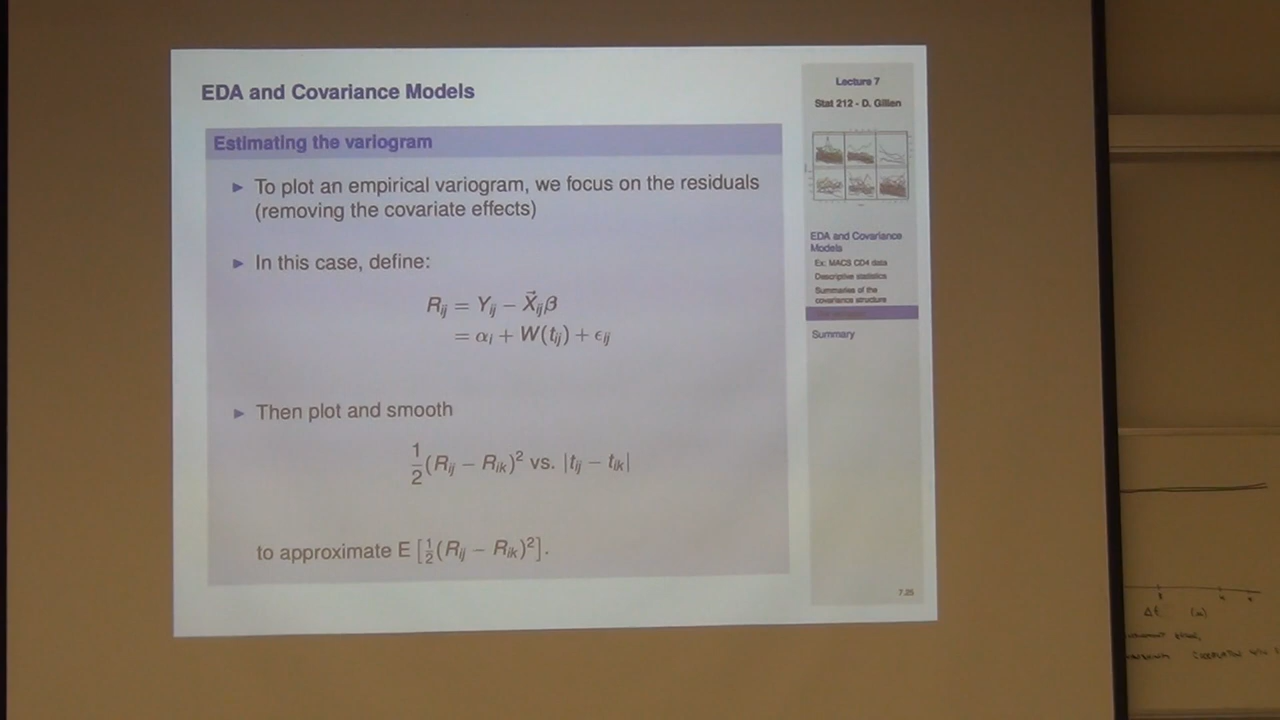 EDA and Covariance Models
Estimating the variogram
► To plot an empirical variogram, we focus on the residuals
(removing the covariate effects)
► In this case, define:
R_ij = Y_ij − X⃗_ijβ
= α_i + W(t_ij) + ϵ_ij
► Then plot and smooth
1/2(R_ij − R_ik)² vs. |t_ij − t_ik|
to approximate E [½(R_ij − R_ik)²].
Lecture 7
Stat 212 - D. Gillen
EDA and Covariance
Models
Ex: MACS CD4 data
Descriptive statistics
Summaries of the
covariance structure
Summary
7.25
Δt (s)